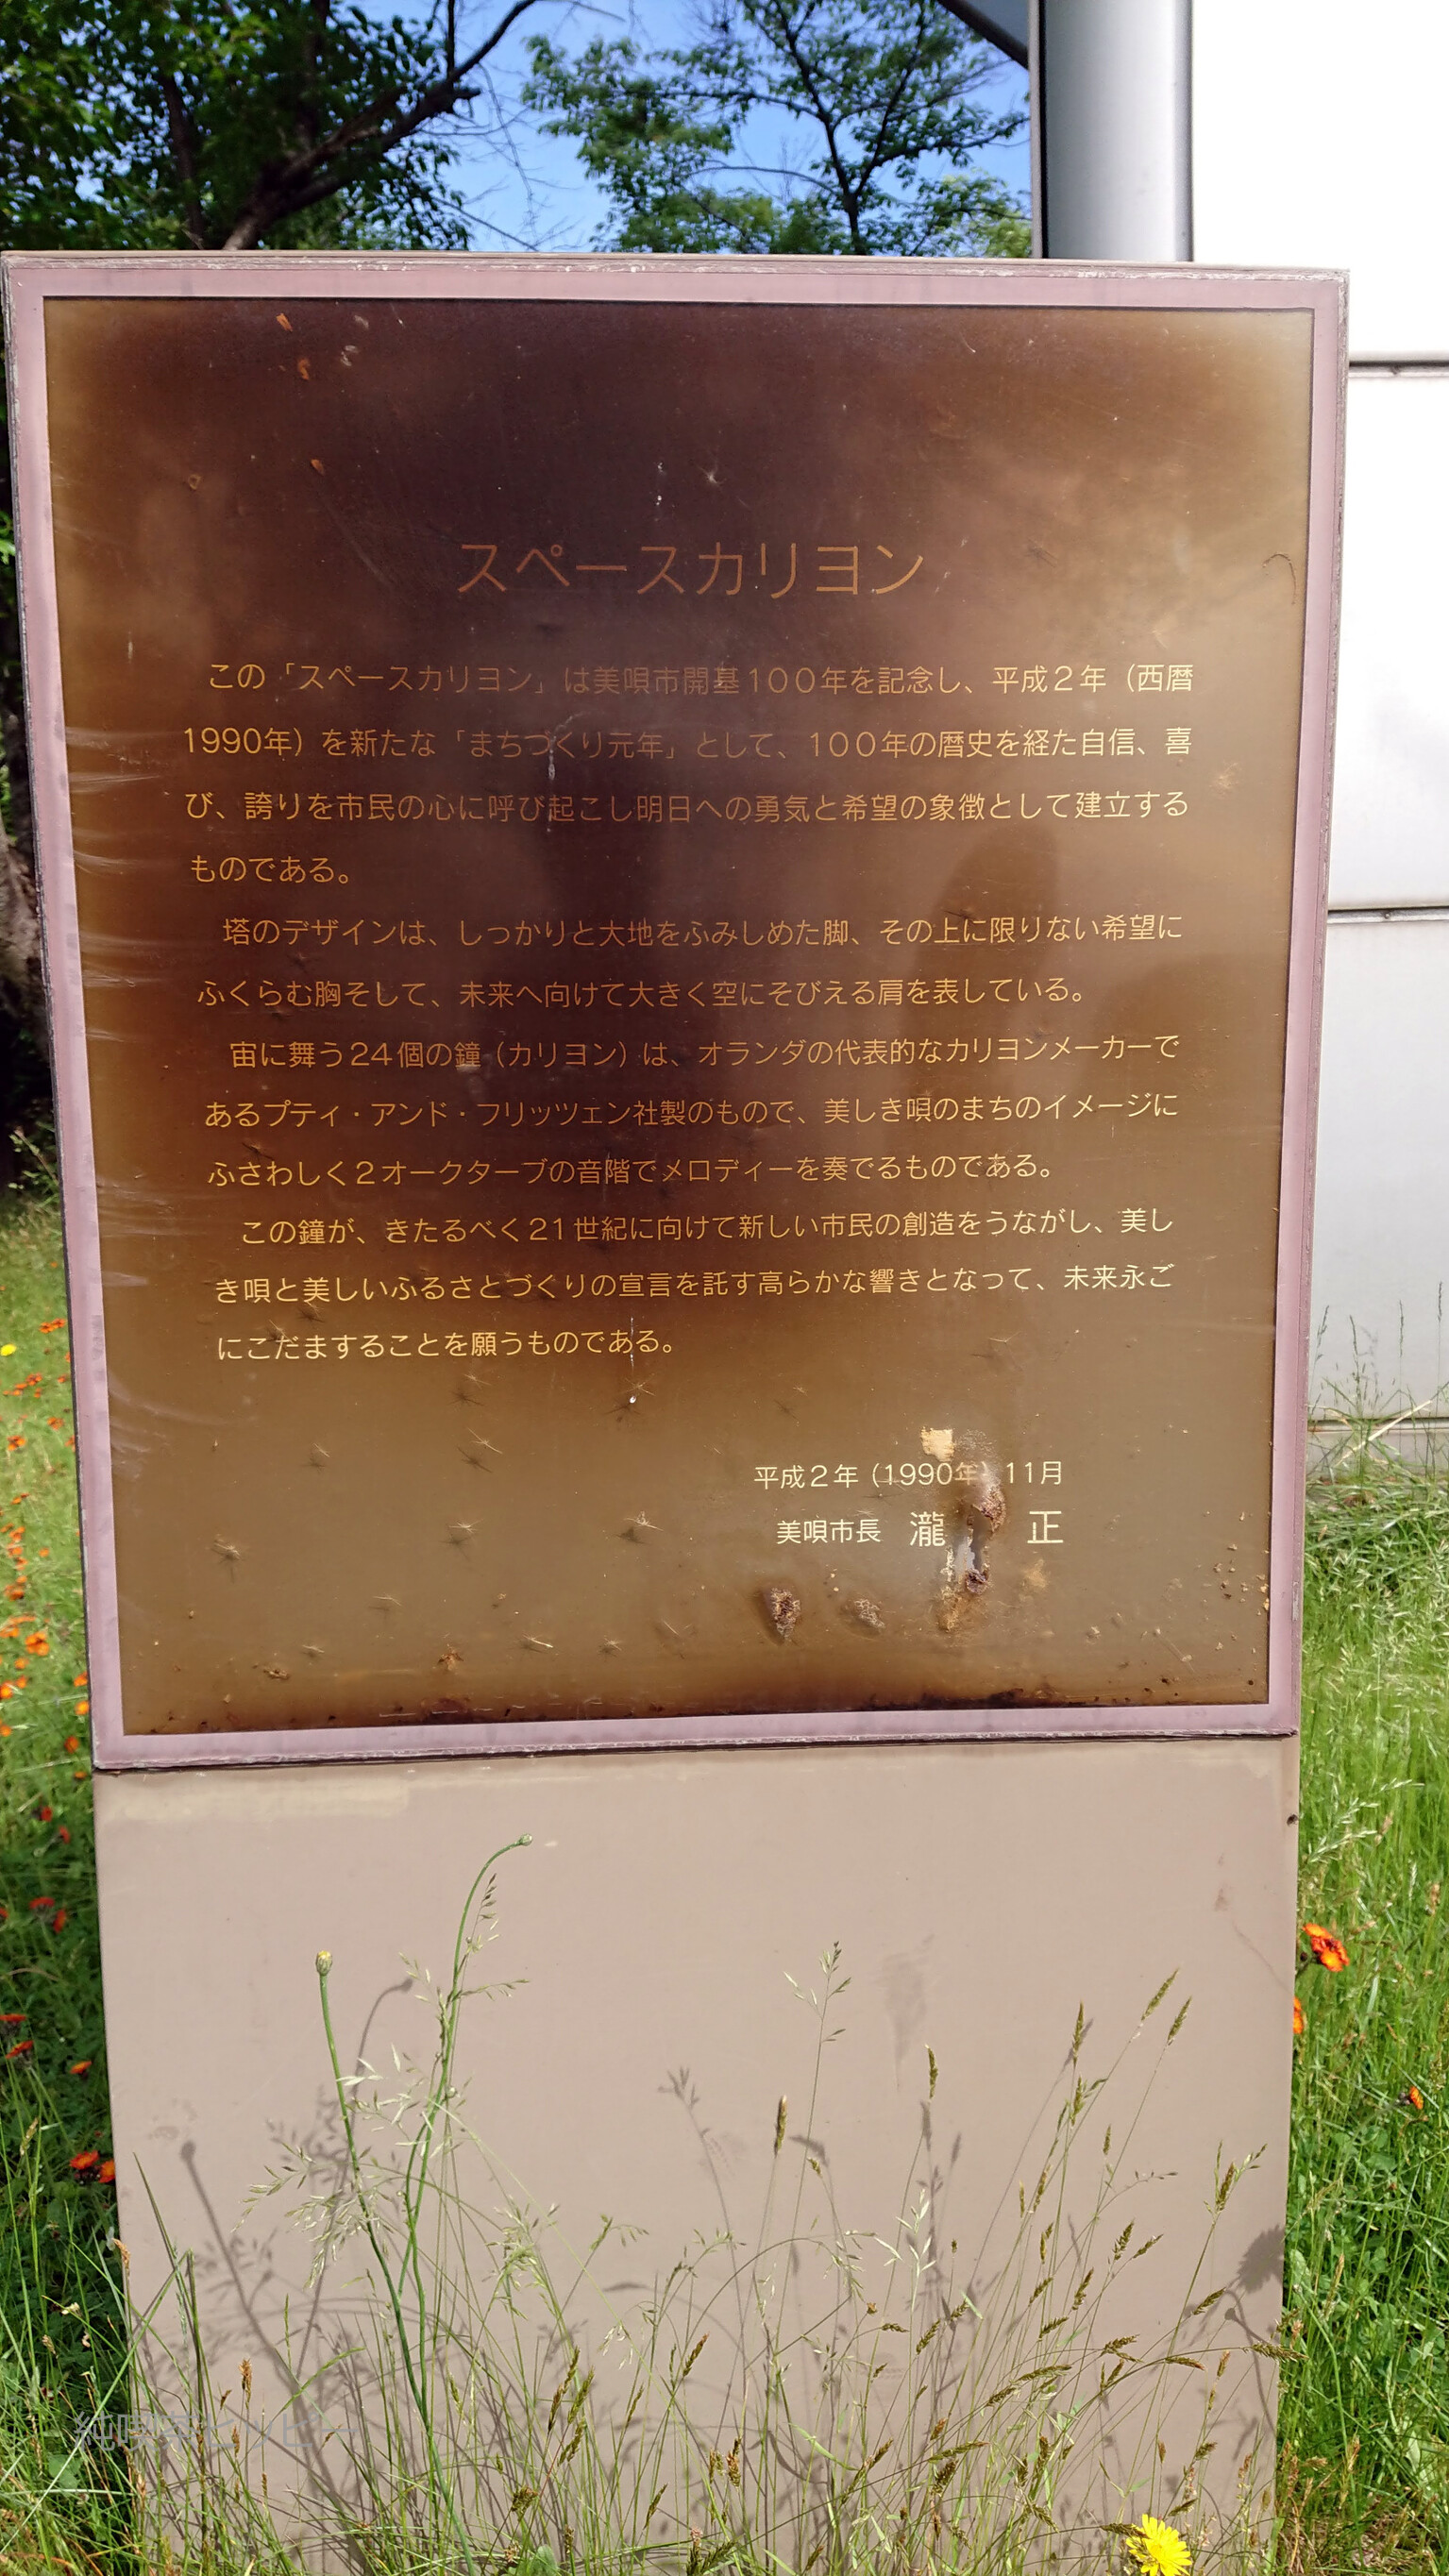 スペースカリヨン
この「スペースカリヨン」は美唄市開基100年を記念し、平成2年(西暦
1990年)を新たな「まちづくり元年」として、100年の暦史を経た自信、喜
び、誇りを市民の心に呼び起こし明日への勇気と希望の象徴として建立する
ものである。
塔のデザインは、しっかりと大地をふみしめた脚、その上に限りない希望に
ふくらむ胸そして、未来へ向けて大きく空にそびえる肩を表している。
宙に舞う24個の鐘(カリヨン)は、オランダの代表的なカリヨンメーカーで
あるプティ・アンド・フリッツェン社製のもので、美しき唄のまちのイメージに
ふさわしく2オークターブの音階でメロディーを奏でるものである。
この鐘が、きたるべく21世紀に向けて新しい市民の創造をうながし、美し
き唄と美しいふるさとづくりの宣言を託す高らかな響きとなって、未来永ご
にこだますることを願うものである。
平成2年(1990年)11月
美唄市長 瀧 正
純喫茶ヒッピー